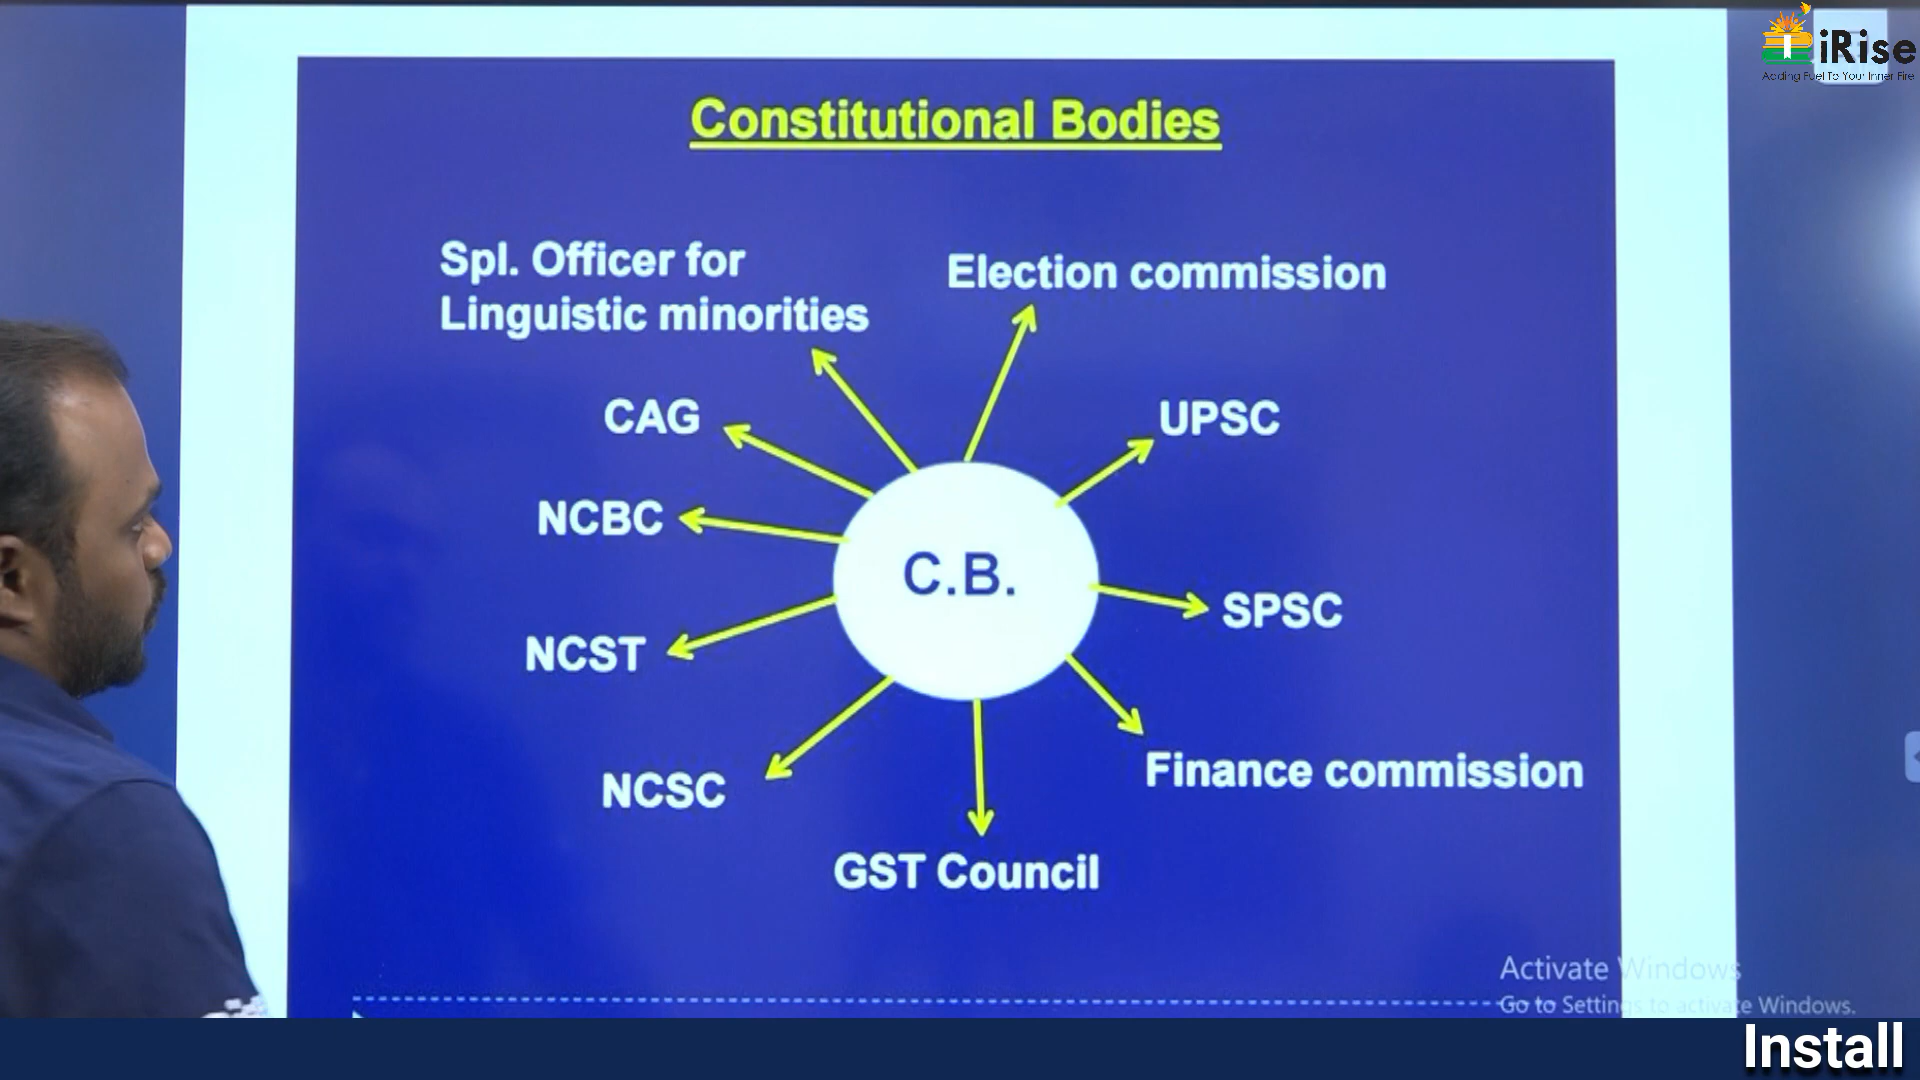 iRise
Adding Fuel To Your Inner Fire
Constitutional Bodies
Spl. Officer for
Linguistic minorities
Election commission
CAG
UPSC
NCBC
C.B.
SPSC
NCST
Finance commission
NCSC
GST Council
Activate Windows
Go to Settings to activate Windows.
Install